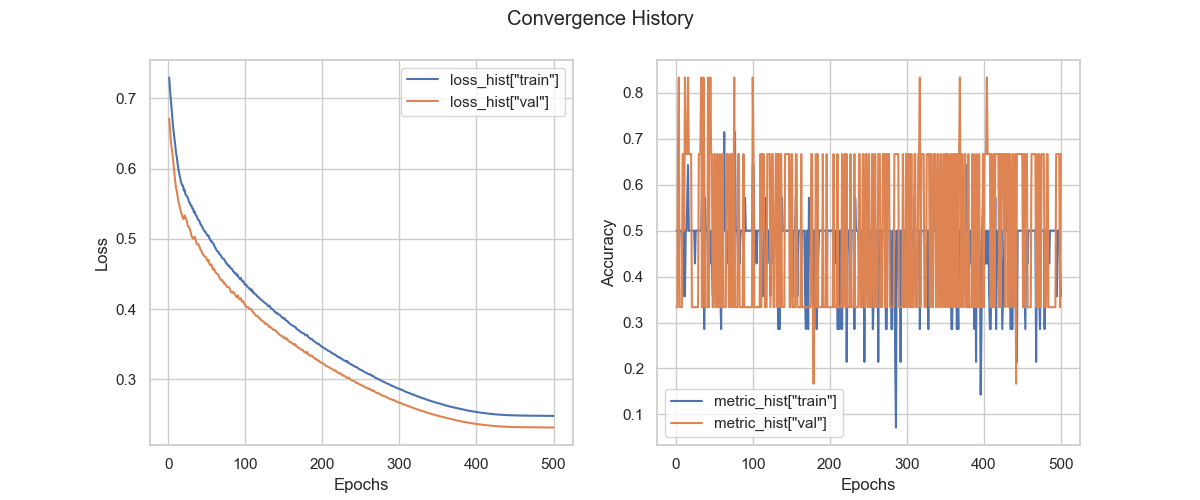 Convergence History
Loss
0.7
0.6
0.5
0.4
0.3
0
100
200
300
400
500
Epochs
loss_hist["train"]
loss_hist["val"]
Accuracy
0.8
0.7
0.6
0.5
0.4
0.3
0.2
0.1
0
100
200
300
400
500
Epochs
metric_hist["train"]
metric_hist["val"]